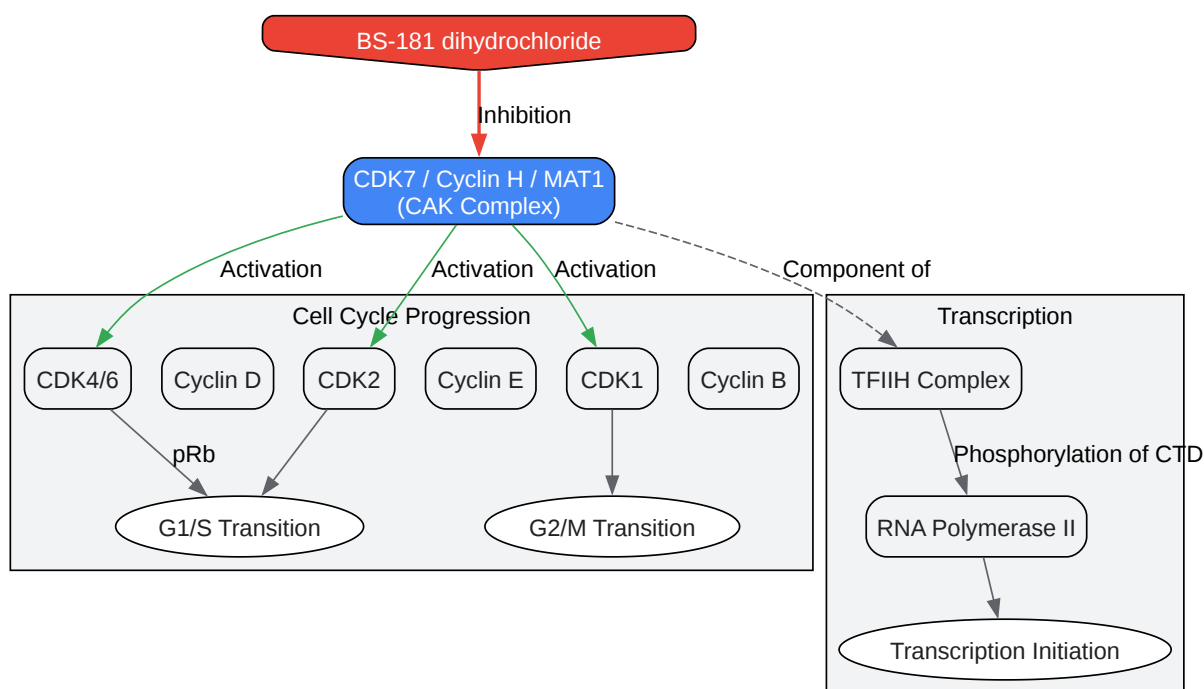 BS-181 dihydrochloride
Inhibition
CDK7 / Cyclin H / MAT1
(CAK Complex)
Activation
Activation
Activation
Component of
Cell Cycle Progression
Transcription
CDK4/6
Cyclin D
CDK2
Cyclin E
CDK1
Cyclin B
TFIIH Complex
pRb
Phosphorylation of CTD
G1/S Transition
G2/M Transition
RNA Polymerase II
Transcription Initiation